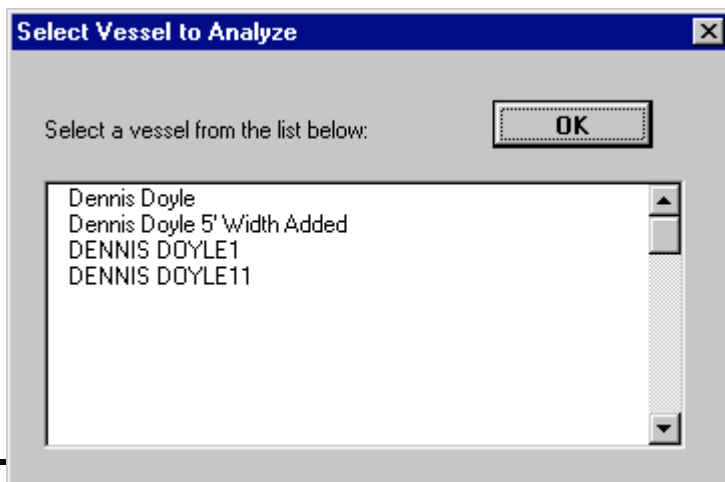 Select Vessel to Analyze
Select a vessel from the list below:
OK
Dennis Doyle
Dennis Doyle 5' Width Added
DENNIS DOYLE1
DENNIS DOYLE11